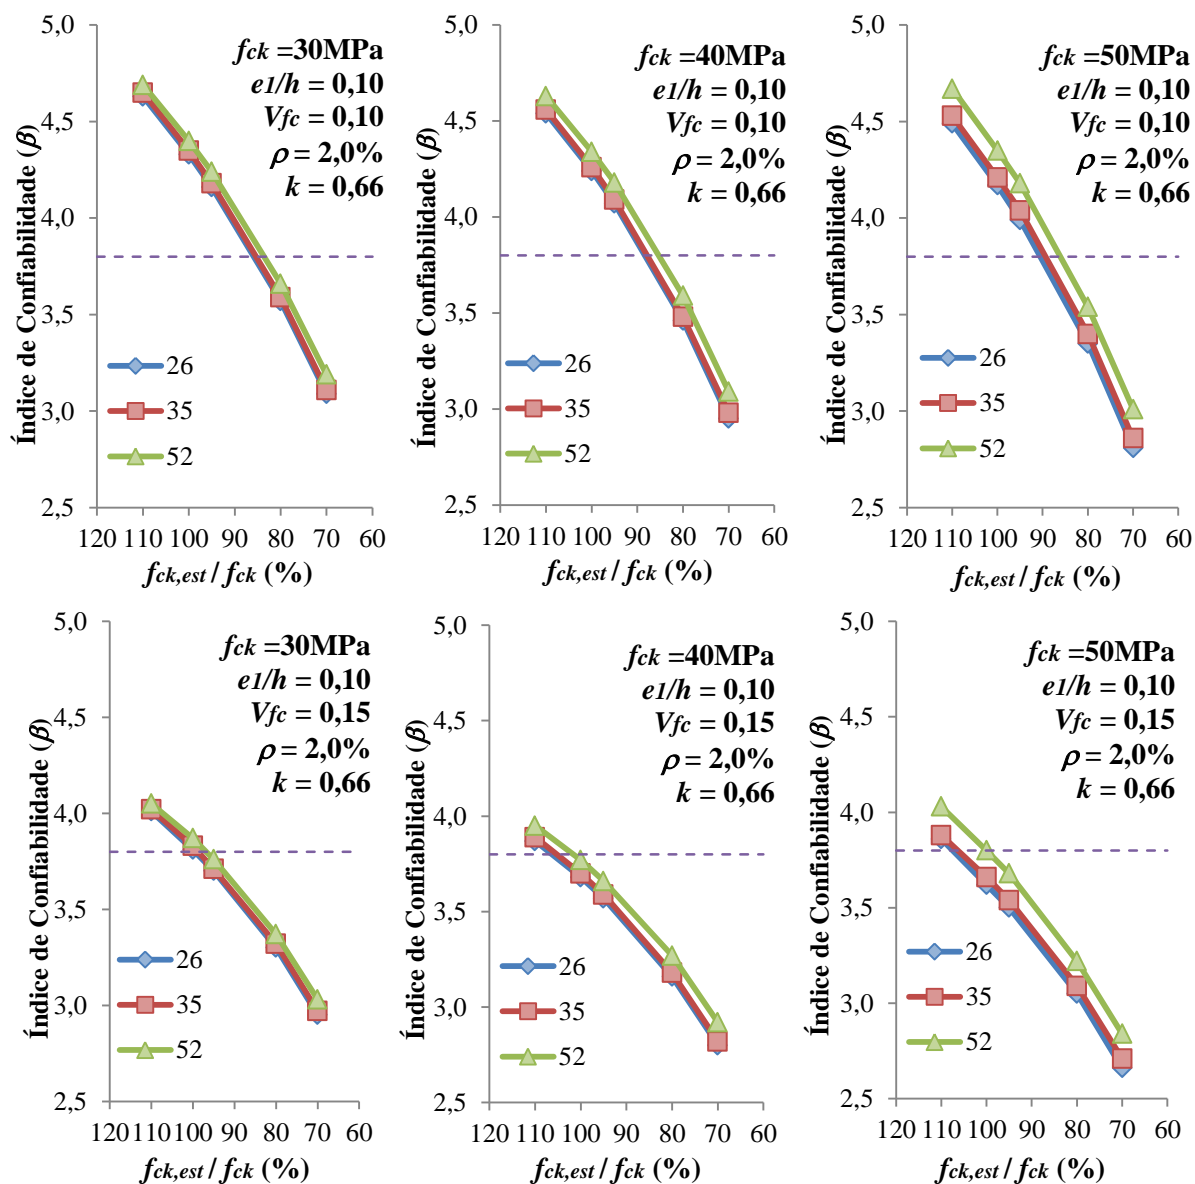 Índice de Confiabilidade (β)
5,0
4,5
4,0
3,5
3,0
2,5
fck =30MPa
e1/h = 0,10
Vfc = 0,10
ρ = 2,0%
k = 0,66
26
35
52
120 110 100 90 80 70 60
fck,est / fck (%)
Índice de Confiabilidade (β)
5,0
4,5
4,0
3,5
3,0
2,5
fck =40MPa
e1/h = 0,10
Vfc = 0,10
ρ = 2,0%
k = 0,66
26
35
52
120 110 100 90 80 70 60
fck,est / fck (%)
Índice de Confiabilidade (β)
5,0
4,5
4,0
3,5
3,0
2,5
fck =50MPa
e1/h = 0,10
Vfc = 0,10
ρ = 2,0%
k = 0,66
26
35
52
120 110 100 90 80 70 60
fck,est / fck (%)
Índice de Confiabilidade (β)
5,0
4,5
4,0
3,5
3,0
2,5
fck =30MPa
e1/h = 0,10
Vfc = 0,15
ρ = 2,0%
k = 0,66
26
35
52
120 110 100 90 80 70 60
fck,est / fck (%)
Índice de Confiabilidade (β)
5,0
4,5
4,0
3,5
3,0
2,5
fck =40MPa
e1/h = 0,10
Vfc = 0,15
ρ = 2,0%
k = 0,66
26
35
52
120 110 100 90 80 70 60
fck,est / fck (%)
Índice de Confiabilidade (β)
5,0
4,5
4,0
3,5
3,0
2,5
fck =50MPa
e1/h = 0,10
Vfc = 0,15
ρ = 2,0%
k = 0,66
26
35
52
120 110 100 90 80 70 60
fck,est / fck (%)